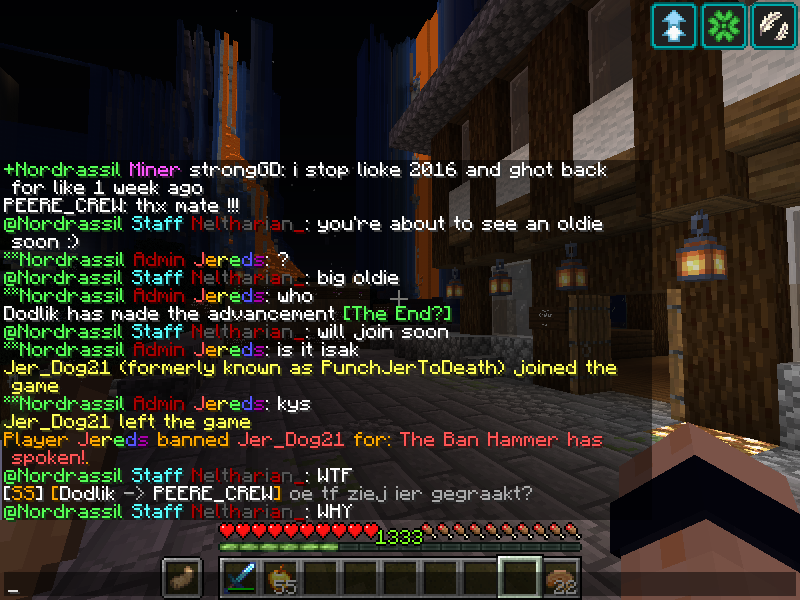 +Nordrassil Miner strongGD: i stop lioke 2016 and ghot back
for like 1 week ago
PEERE_CREW: thx mate !!!
@Nordrassil Staff Neltharian_: you're about to see an oldie
soon :)
**Nordrassil Admin Jereds: ?
@Nordrassil Staff Neltharian_: big oldie
**Nordrassil Admin Jereds: who
Dodlik has made the advancement [The End?]
@Nordrassil Staff Neltharian_: will join soon
**Nordrassil Admin Jereds: is it isak
Jer_Dog21 (formerly known as PunchJerToDeath) joined the
game
**Nordrassil Admin Jereds: kys
Jer_Dog21 left the game
Player Jereds banned Jer_Dog21 for: The Ban Hammer has
spoken!.
@Nordrassil Staff Neltharian_: WTF
[SS] [Dodlik -> PEERE_CREW] oe tf zie,j ier gegraakt?
@Nordrassil Staff Neltharian_: WHY
1333
55
22
_